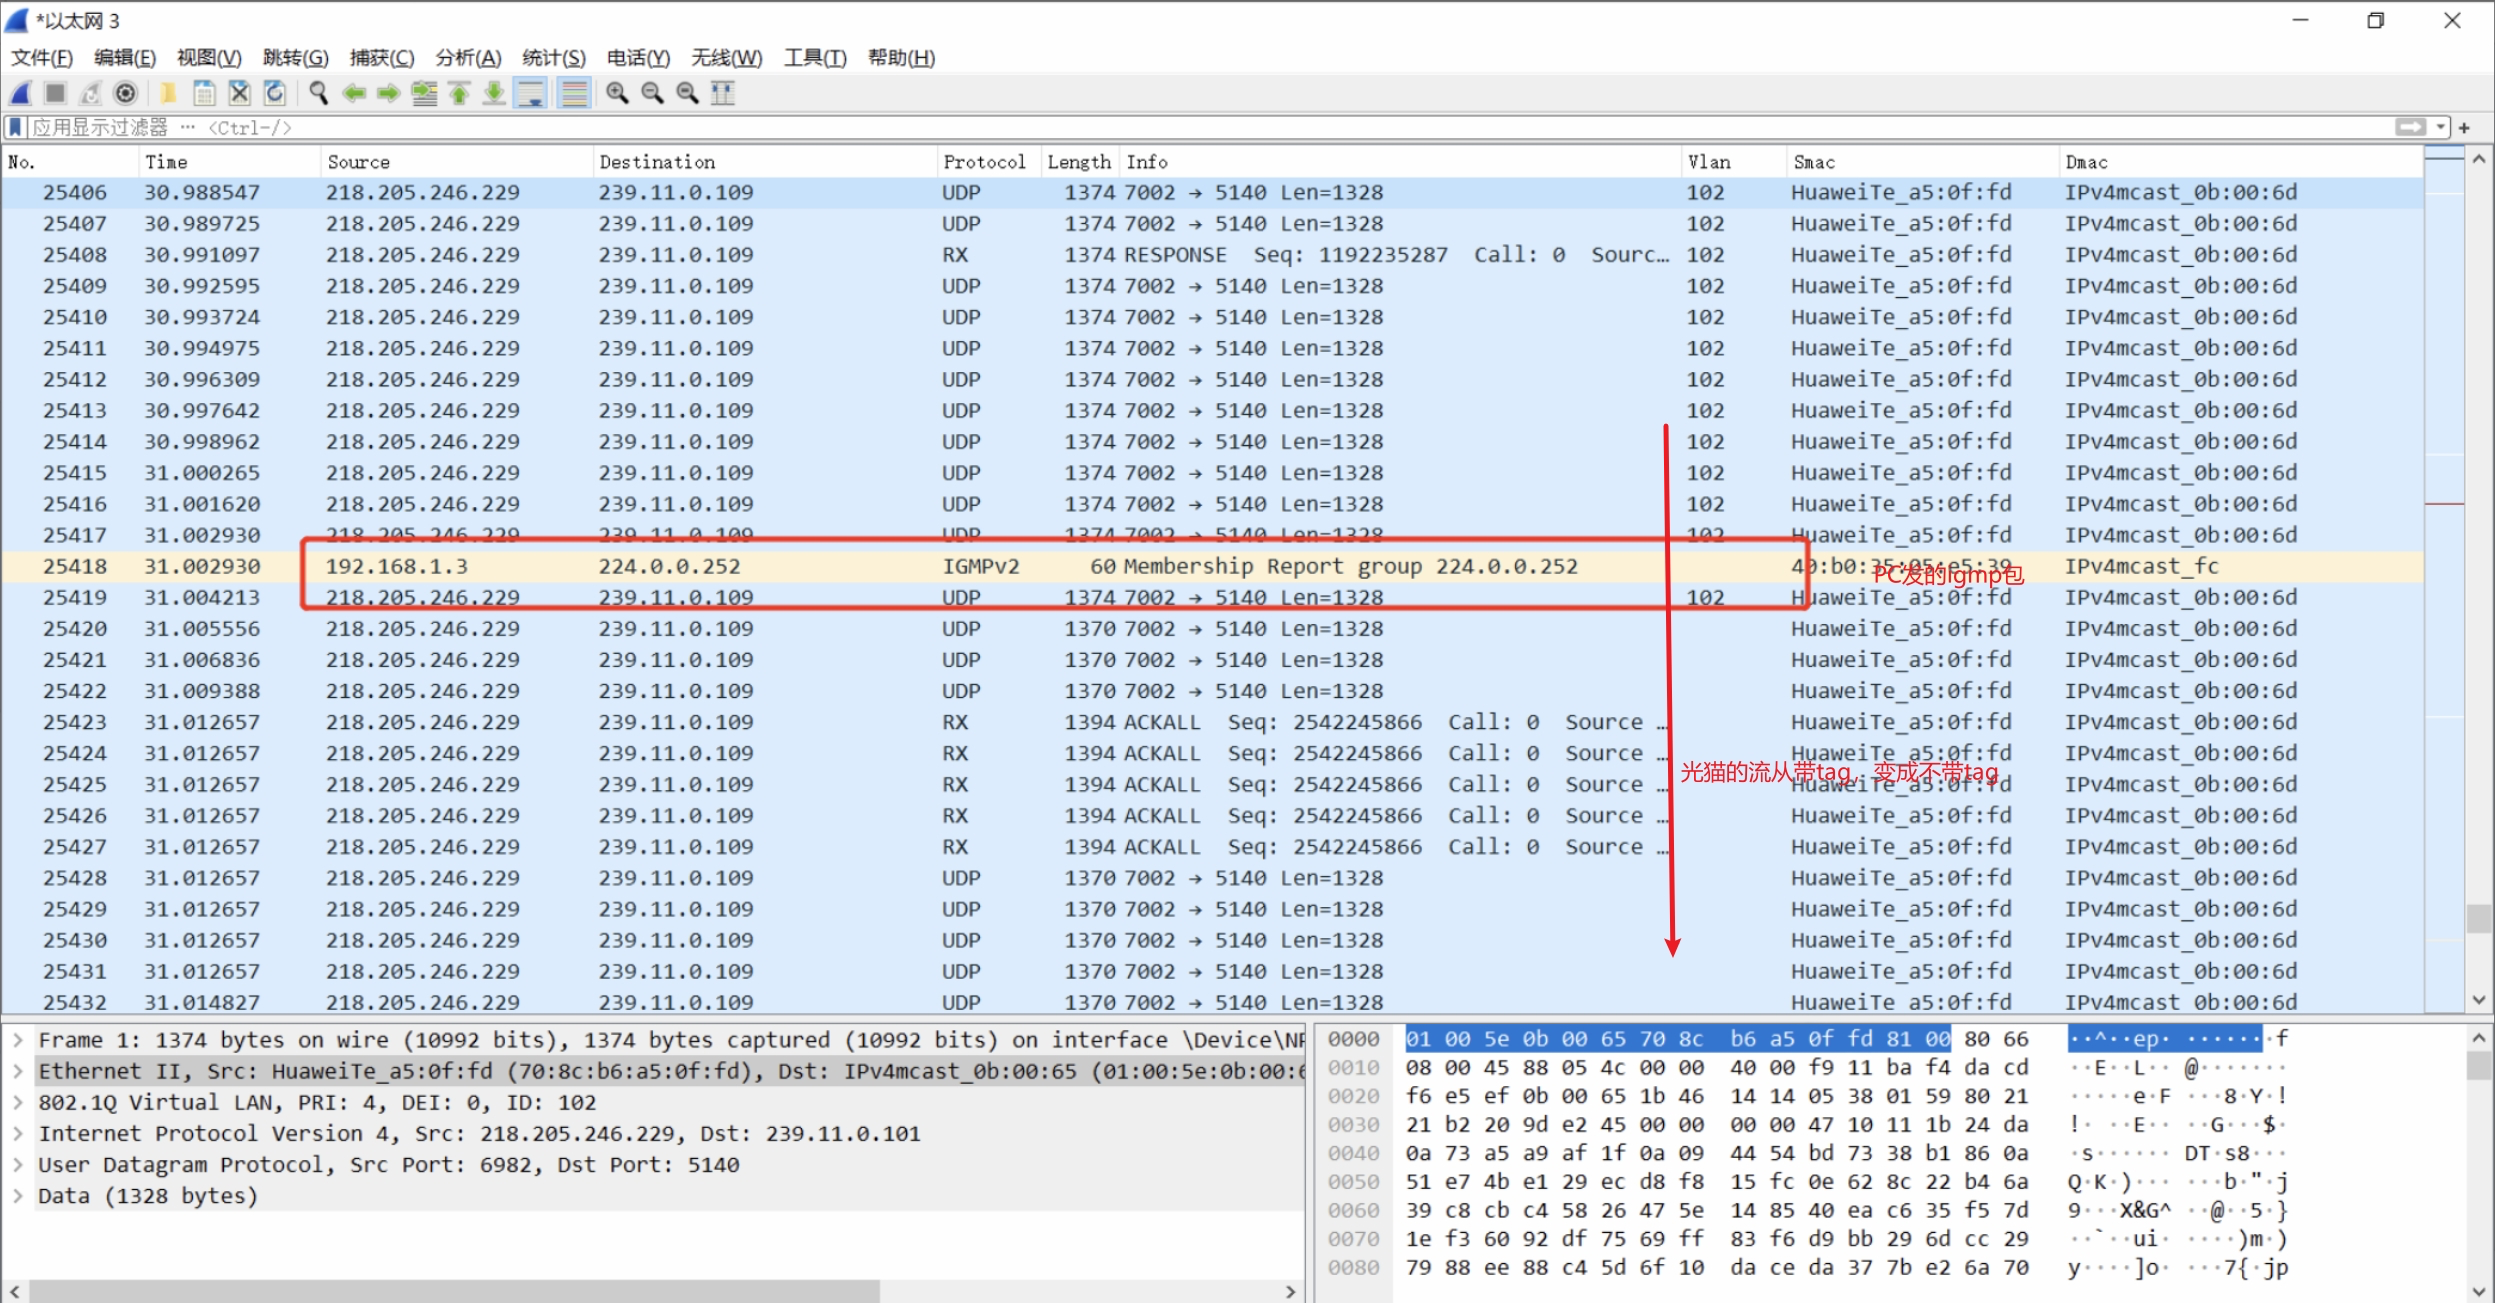 *以太网 3
文件(F) 编辑(E) 视图(V) 跳转(G) 捕获(C) 分析(A) 统计(S) 电话(Y) 无线(W) 工具(T) 帮助(H)
应用显示过滤器 … <Ctrl-/>
No. Time Source Destination Protocol Length Info Vlan Smac Dmac
25406 30.988547 218.205.246.229 239.11.0.109 UDP 1374 7002 → 5140 Len=1328 102 HuaweiTe_a5:0f:fd IPv4mcast_0b:00:6d
25407 30.989725 218.205.246.229 239.11.0.109 UDP 1374 7002 → 5140 Len=1328 102 HuaweiTe_a5:0f:fd IPv4mcast_0b:00:6d
25408 30.991097 218.205.246.229 239.11.0.109 RX 1374 RESPONSE Seq: 1192235287 Call: 0 Sourc… 102 HuaweiTe_a5:0f:fd IPv4mcast_0b:00:6d
25409 30.992595 218.205.246.229 239.11.0.109 UDP 1374 7002 → 5140 Len=1328 102 HuaweiTe_a5:0f:fd IPv4mcast_0b:00:6d
25410 30.993724 218.205.246.229 239.11.0.109 UDP 1374 7002 → 5140 Len=1328 102 HuaweiTe_a5:0f:fd IPv4mcast_0b:00:6d
25411 30.994975 218.205.246.229 239.11.0.109 UDP 1374 7002 → 5140 Len=1328 102 HuaweiTe_a5:0f:fd IPv4mcast_0b:00:6d
25412 30.996309 218.205.246.229 239.11.0.109 UDP 1374 7002 → 5140 Len=1328 102 HuaweiTe_a5:0f:fd IPv4mcast_0b:00:6d
25413 30.997642 218.205.246.229 239.11.0.109 UDP 1374 7002 → 5140 Len=1328 102 HuaweiTe_a5:0f:fd IPv4mcast_0b:00:6d
25414 30.998962 218.205.246.229 239.11.0.109 UDP 1374 7002 → 5140 Len=1328 102 HuaweiTe_a5:0f:fd IPv4mcast_0b:00:6d
25415 31.000265 218.205.246.229 239.11.0.109 UDP 1374 7002 → 5140 Len=1328 102 HuaweiTe_a5:0f:fd IPv4mcast_0b:00:6d
25416 31.001620 218.205.246.229 239.11.0.109 UDP 1374 7002 → 5140 Len=1328 102 HuaweiTe_a5:0f:fd IPv4mcast_0b:00:6d
25417 31.002930 218.205.246.229 239.11.0.109 UDP 1374 7002 → 5140 Len=1328 102 HuaweiTe_a5:0f:fd IPv4mcast_0b:00:6d
25418 31.002930 192.168.1.3 224.0.0.252 IGMPv2 60 Membership Report group 224.0.0.252 40:b0:35:05:e5:39 IPv4mcast_fc
PC发的igmp包
25419 31.004213 218.205.246.229 239.11.0.109 UDP 1374 7002 → 5140 Len=1328 102 HuaweiTe_a5:0f:fd IPv4mcast_0b:00:6d
25420 31.005556 218.205.246.229 239.11.0.109 UDP 1370 7002 → 5140 Len=1328 HuaweiTe_a5:0f:fd IPv4mcast_0b:00:6d
25421 31.006836 218.205.246.229 239.11.0.109 UDP 1370 7002 → 5140 Len=1328 HuaweiTe_a5:0f:fd IPv4mcast_0b:00:6d
25422 31.009388 218.205.246.229 239.11.0.109 UDP 1370 7002 → 5140 Len=1328 HuaweiTe_a5:0f:fd IPv4mcast_0b:00:6d
25423 31.012657 218.205.246.229 239.11.0.109 RX 1394 ACKALL Seq: 2542245866 Call: 0 Source … HuaweiTe_a5:0f:fd IPv4mcast_0b:00:6d
25424 31.012657 218.205.246.229 239.11.0.109 RX 1394 ACKALL Seq: 2542245866 Call: 0 Source … HuaweiTe_a5:0f:fd IPv4mcast_0b:00:6d
光猫的流从带tag，变成不带tag
25425 31.012657 218.205.246.229 239.11.0.109 RX 1394 ACKALL Seq: 2542245866 Call: 0 Source … HuaweiTe_a5:0f:fd IPv4mcast_0b:00:6d
25426 31.012657 218.205.246.229 239.11.0.109 RX 1394 ACKALL Seq: 2542245866 Call: 0 Source … HuaweiTe_a5:0f:fd IPv4mcast_0b:00:6d
25427 31.012657 218.205.246.229 239.11.0.109 RX 1394 ACKALL Seq: 2542245866 Call: 0 Source … HuaweiTe_a5:0f:fd IPv4mcast_0b:00:6d
25428 31.012657 218.205.246.229 239.11.0.109 UDP 1370 7002 → 5140 Len=1328 HuaweiTe_a5:0f:fd IPv4mcast_0b:00:6d
25429 31.012657 218.205.246.229 239.11.0.109 UDP 1370 7002 → 5140 Len=1328 HuaweiTe_a5:0f:fd IPv4mcast_0b:00:6d
25430 31.012657 218.205.246.229 239.11.0.109 UDP 1370 7002 → 5140 Len=1328 HuaweiTe_a5:0f:fd IPv4mcast_0b:00:6d
25431 31.012657 218.205.246.229 239.11.0.109 UDP 1370 7002 → 5140 Len=1328 HuaweiTe_a5:0f:fd IPv4mcast_0b:00:6d
25432 31.014827 218.205.246.229 239.11.0.109 UDP 1370 7002 → 5140 Len=1328 HuaweiTe_a5:0f:fd IPv4mcast_0b:00:6d
Frame 1: 1374 bytes on wire (10992 bits), 1374 bytes captured (10992 bits) on interface \Device\NP
Ethernet II, Src: HuaweiTe_a5:0f:fd (70:8c:b6:a5:0f:fd), Dst: IPv4mcast_0b:00:65 (01:00:5e:0b:00:6
802.1Q Virtual LAN, PRI: 4, DEI: 0, ID: 102
Internet Protocol Version 4, Src: 218.205.246.229, Dst: 239.11.0.101
User Datagram Protocol, Src Port: 6982, Dst Port: 5140
Data (1328 bytes)
0000 01 00 5e 0b 00 65 70 8c b6 a5 0f fd 81 00 80 66 ··^··ep· ·······f
0010 08 00 45 88 05 4c 00 00 40 00 f9 11 ba f4 da cd ··E··L·· @·······
0020 f6 e5 ef 0b 00 65 1b 46 14 14 05 38 01 59 80 21 ·····e·F ···8·Y·!
0030 21 b2 20 9d e2 45 00 00 00 00 47 10 11 1b 24 da !· ··E·· ··G···$·
0040 0a 73 a5 a9 af 1f 0a 09 44 54 bd 73 38 b1 86 0a ·s······ DT·s8···
0050 51 e7 4b e1 29 ec d8 f8 15 fc 0e 62 8c 22 b4 6a Q·K·)··· ···b·"·j
0060 39 c8 cb c4 58 26 47 5e 14 85 40 ea c6 35 f5 7d 9···X&G^ ··@··5·}
0070 1e f3 60 92 df 75 69 ff 83 f6 d9 bb 29 6d cc 29 ··`··ui· ····)m·)
0080 79 88 ee 88 c4 5d 6f 10 da ce da 37 7b e2 6a 70 y····]o· ···7{·jp